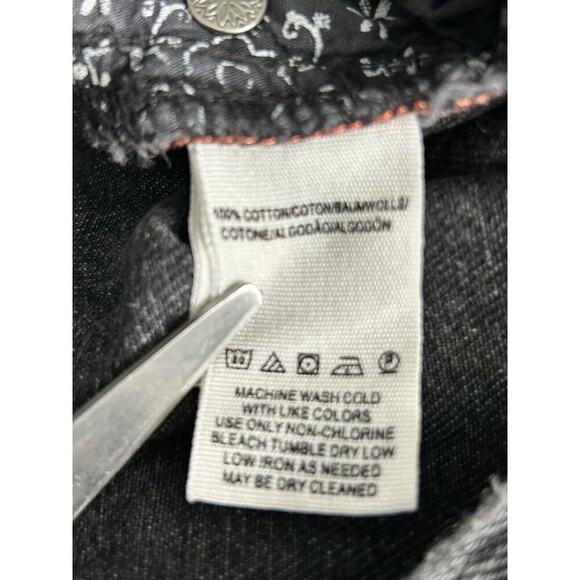 100% COTTON/COTON/BAUMWOLLE/
COTONE/ALGODÃO/ALGODÓN
30
MACHINE WASH COLD
WITH LIKE COLORS
USE ONLY NON-CHLORINE
BLEACH TUMBLE DRY LOW
LOW IRON AS NEEDED
MAY BE DRY CLEANED